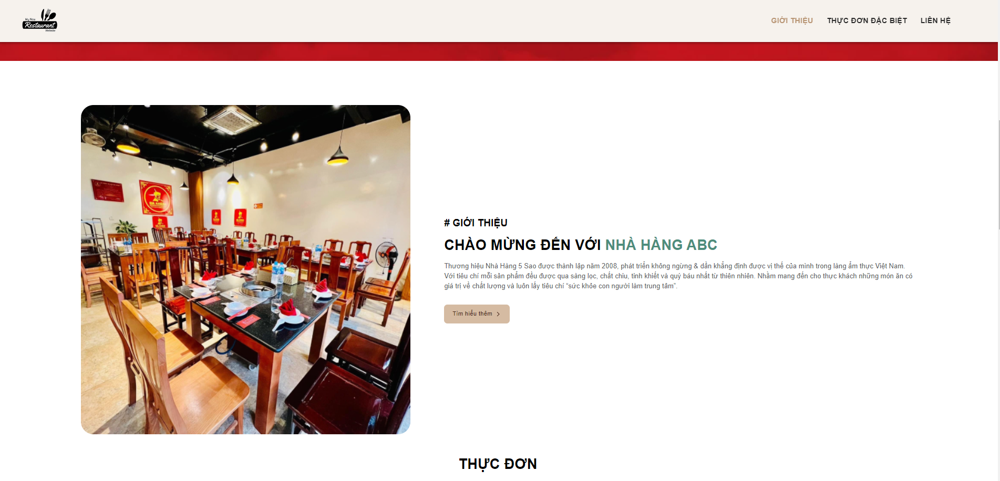 My New
Restaurant
Website
GIỚI THIỆU
THỰC ĐƠN ĐẶC BIỆT
LIÊN HỆ
# GIỚI THIỆU
CHÀO MỪNG ĐẾN VỚI NHÀ HÀNG ABC
Thương hiệu Nhà Hàng 5 Sao được thành lập năm 2008, phát triển không ngừng & dần khẳng định được vị thế của mình trong làng ẩm thực Việt Nam.
Với tiêu chí mỗi sản phẩm đều được qua sàng lọc, chất chiu, tinh khiết và quý báu nhất từ thiên nhiên. Nhằm mang đến cho thực khách những món ăn có
giá trị về chất lượng và luôn lấy tiêu chí “sức khỏe con người làm trung tâm”.
Tìm hiểu thêm
THỰC ĐƠN